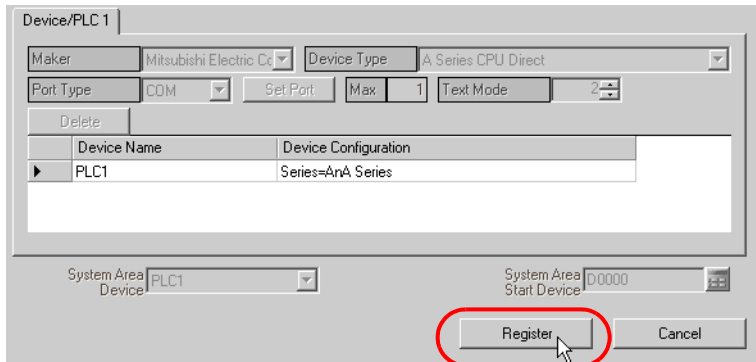 Device/PLC 1
Maker Mitsubishi Electric Co Device Type A Series CPU Direct
Port Type COM Set Port Max 1 Text Mode 2
Delete
Device Name Device Configuration
PLC1 Series=AnA Series
System Area Device PLC1 System Area Start Device D0000
Register Cancel